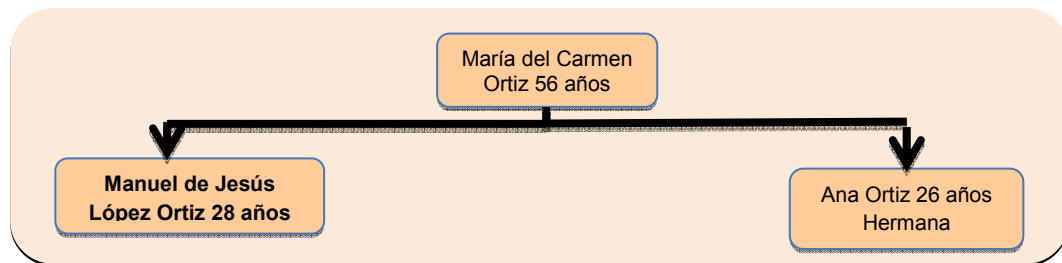 María del Carmen
Ortiz 56 años
Manuel de Jesús
López Ortiz 28 años
Ana Ortiz 26 años
Hermana